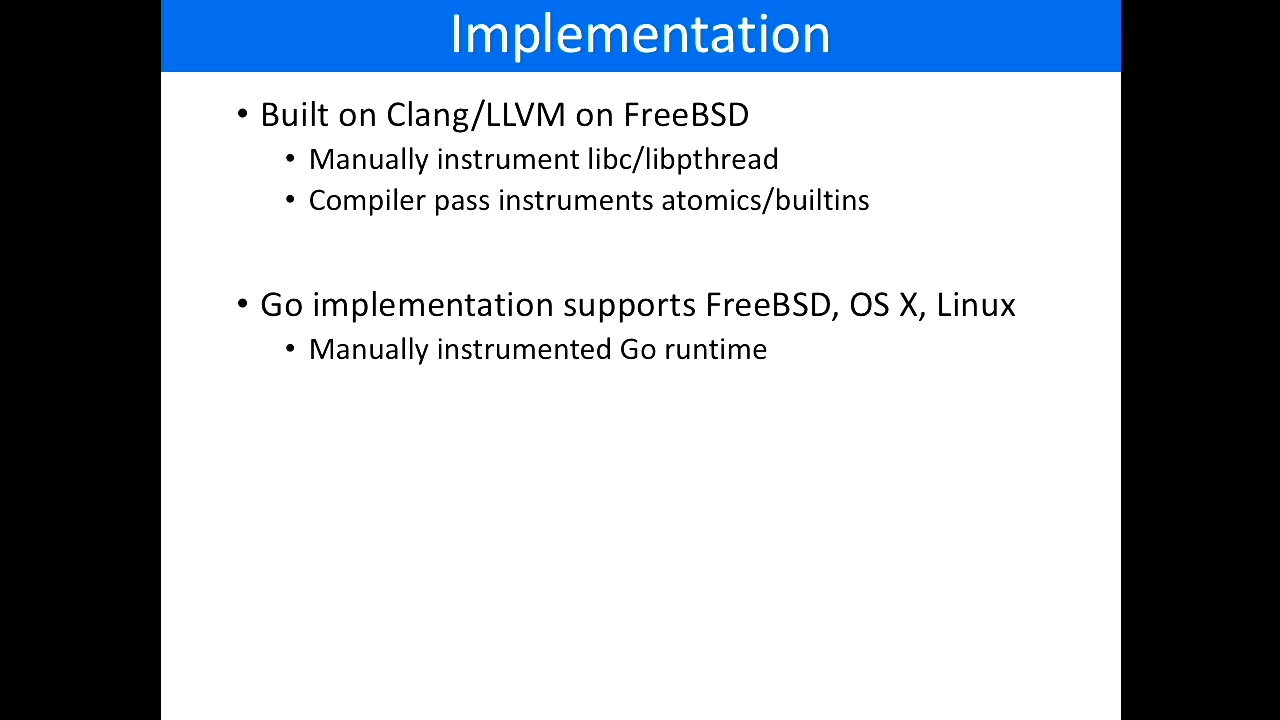 Implementation
• Built on Clang/LLVM on FreeBSD
• Manually instrument libc/libpthread
• Compiler pass instruments atomics/builtins
• Go implementation supports FreeBSD, OS X, Linux
• Manually instrumented Go runtime